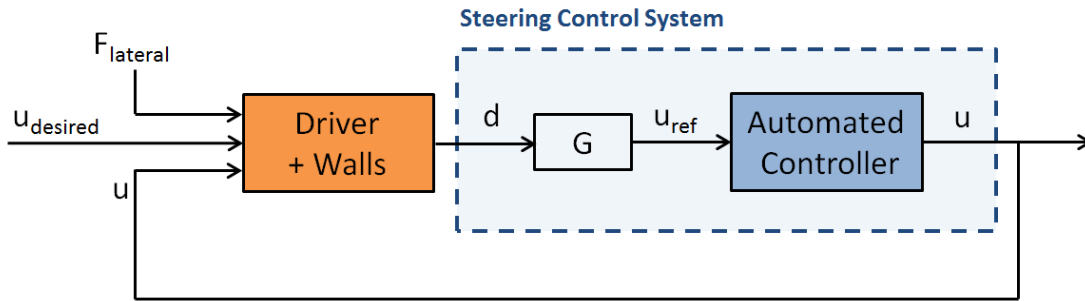 Steering Control System
F_lateral
u_desired
u
Driver
+ Walls
d
G
u_ref
Automated
Controller
u